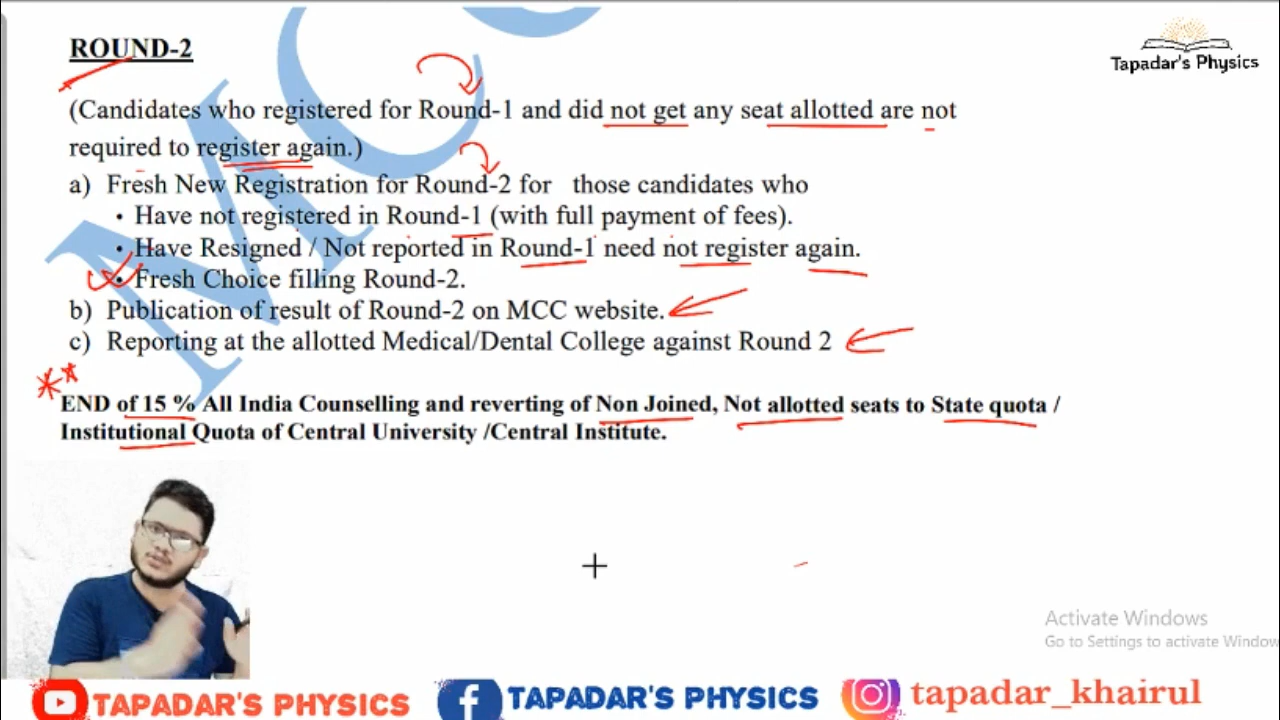 ROUND-2
Tapadar's Physics
(Candidates who registered for Round-1 and did not get any seat allotted are not
required to register again.)
a) Fresh New Registration for Round-2 for those candidates who
• Have not registered in Round-1 (with full payment of fees).
• Have Resigned / Not reported in Round-1 need not register again.
• Fresh Choice filling Round-2.
b) Publication of result of Round-2 on MCC website.
c) Reporting at the allotted Medical/Dental College against Round 2
END of 15 % All India Counselling and reverting of Non Joined, Not allotted seats to State quota /
Institutional Quota of Central University /Central Institute.
Activate Windows
Go to Settings to activate Window
TAPADAR'S PHYSICS
TAPADAR'S PHYSICS
tapadar_khairul